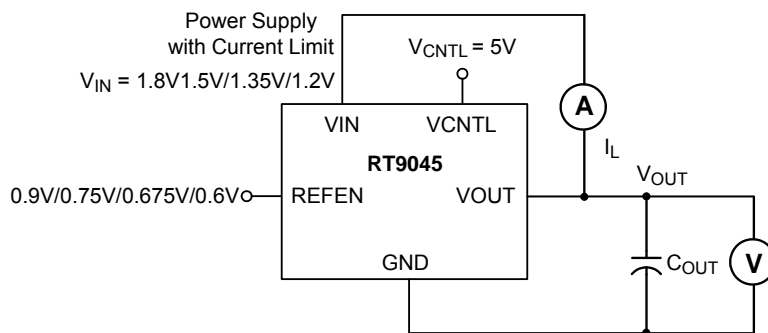 Power Supply
with Current Limit
V_IN = 1.8V1.5V/1.35V/1.2V
V_CNTL = 5V
A
VIN
VCNTL
I_L
RT9045
V_OUT
0.9V/0.75V/0.675V/0.6V
REFEN
VOUT
GND
C_OUT
V